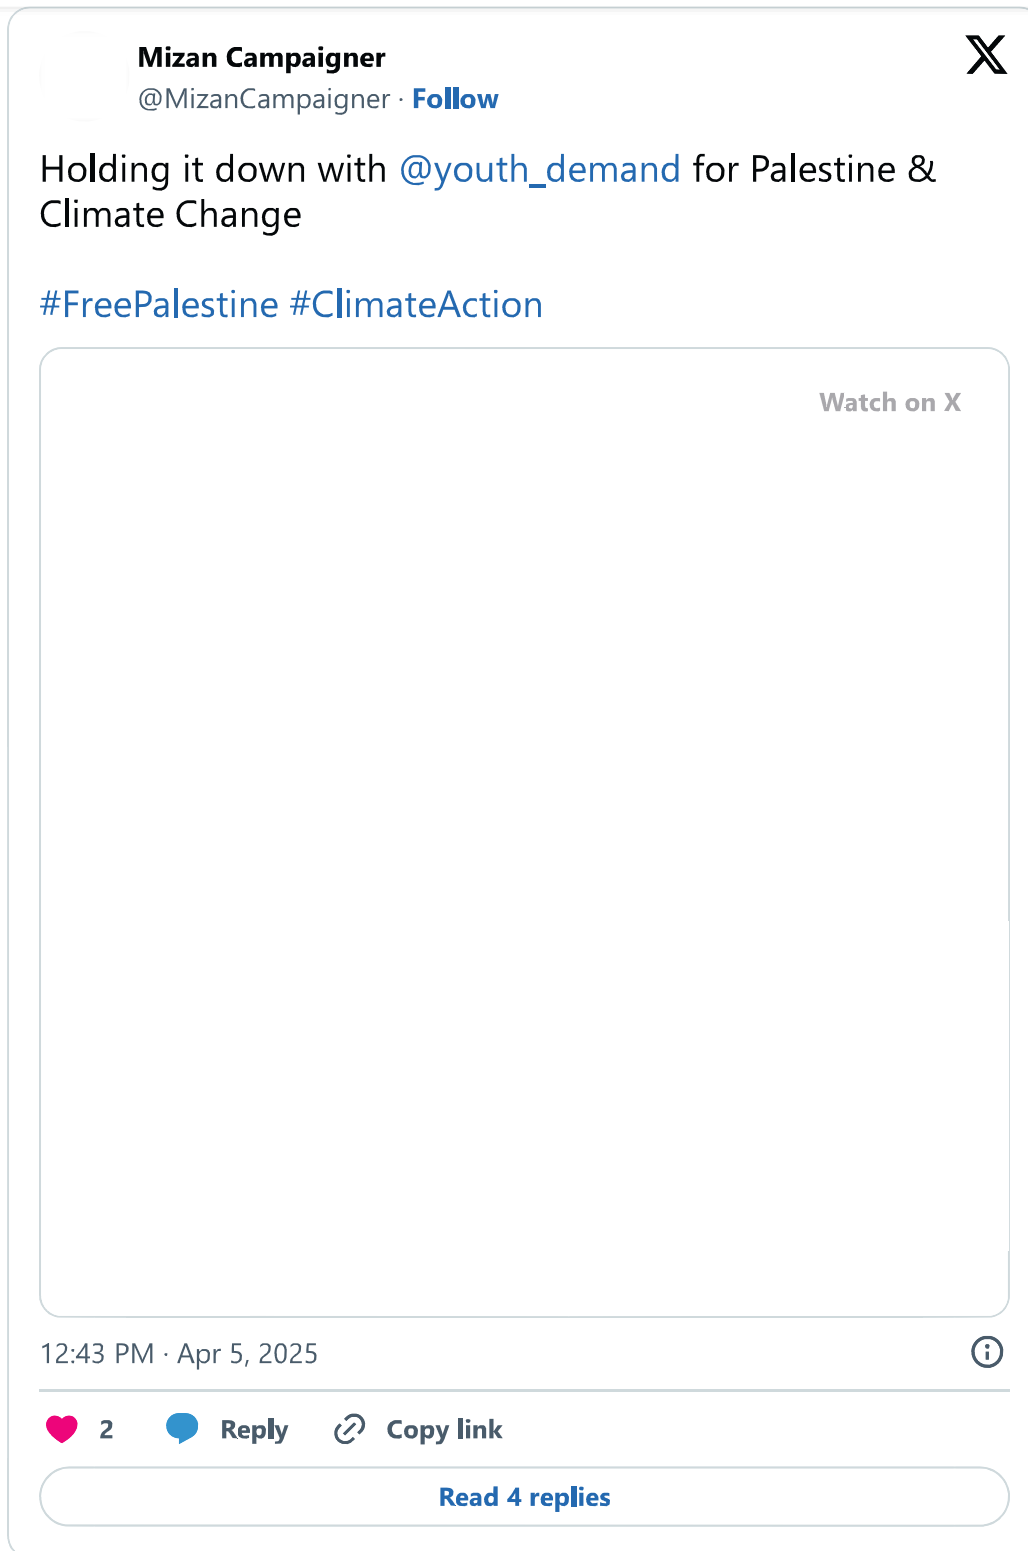 Mizan Campaigner
@MizanCampaigner · Follow
Holding it down with @youth_demand for Palestine &
Climate Change
#FreePalestine #ClimateAction
Watch on X
12:43 PM · Apr 5, 2025
2 Reply Copy link
Read 4 replies